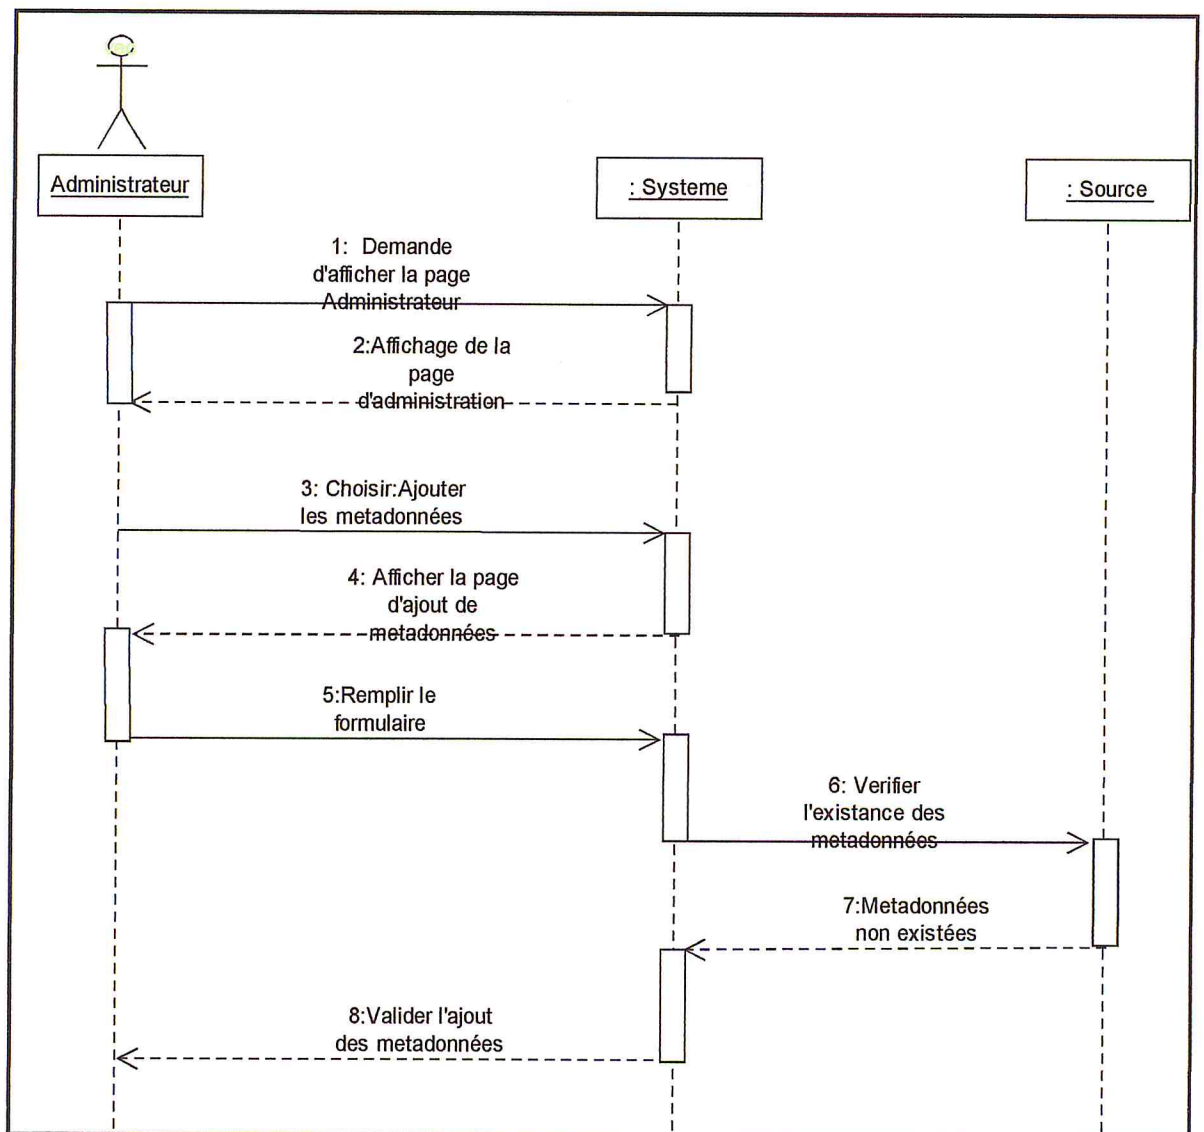 Administrateur
: Systeme
: Source
1: Demande
d'afficher la page
Administrateur
2:Affichage de la
page
d'administration
3: Choisir:Ajouter
les metadonnées
4: Afficher la page
d'ajout de
metadonnées
5:Remplir le
formulaire
6: Verifier
l'existance des
metadonnées
7:Metadonnées
non existées
8:Valider l'ajout
des metadonnées